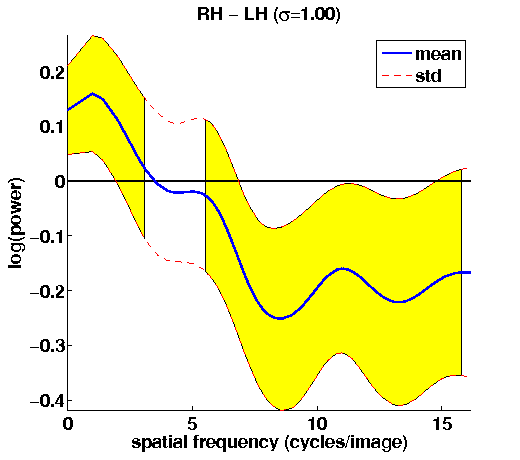 RH − LH (σ=1.00)
mean
std
0.2
0.1
0
−0.1
−0.2
−0.3
−0.4
log(power)
0 5 10 15
spatial frequency (cycles/image)